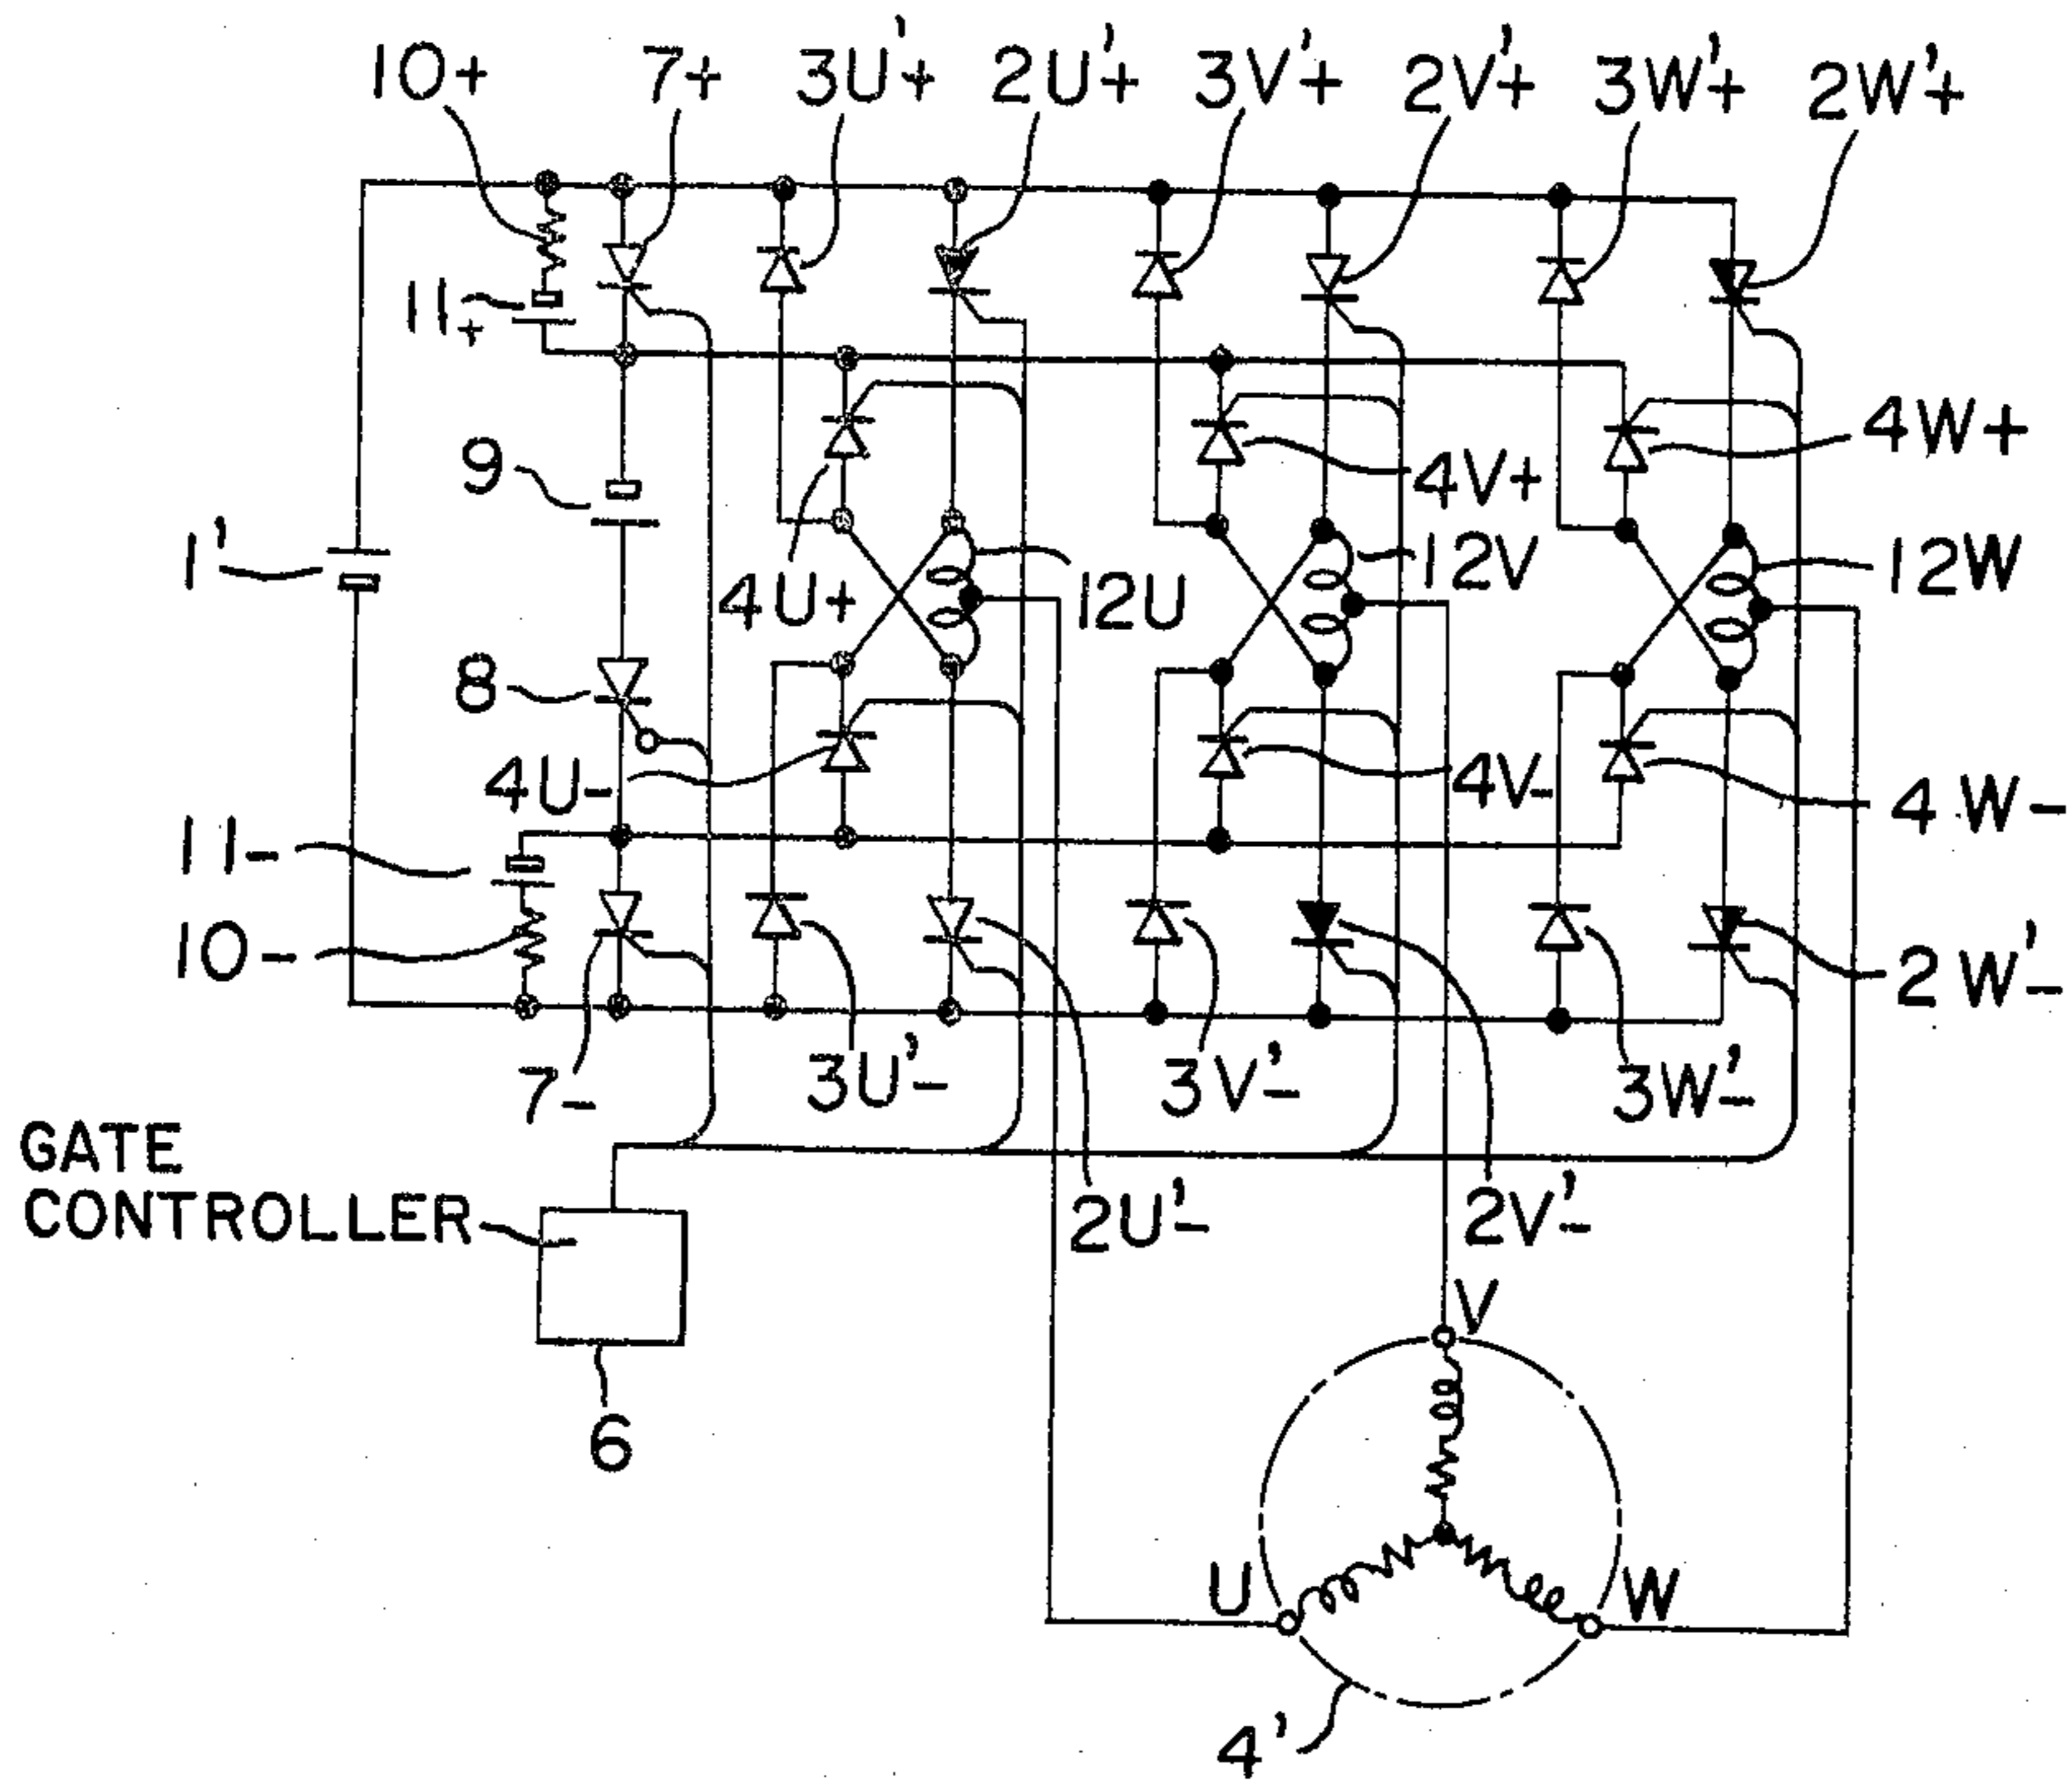 10+ 7+ 3U'+ 2U'+ 3V'+ 2V'+ 3W'+ 2W'+
11+
4W+
9
4V+
1'
12V
12W
4U+
12U
8
4U-
4V-
4W-
11-
10-
2W'-
7-
3U'-
3V'-
3W'-
GATE
CONTROLLER
2U'-
2V'-
V
6
U
W
4'